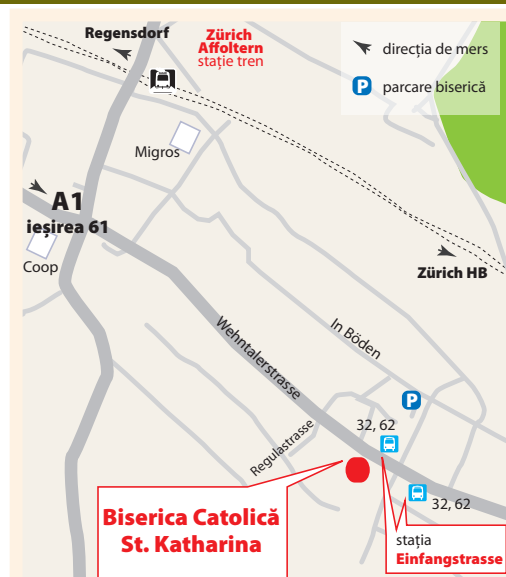 Regensdorf
Zürich
Affoltern
stație tren
direcția de mers
P parcare biserică
Migros
A1
ieșirea 61
Coop
Zürich HB
In Böden
Wehntalerstrasse
P
32, 62
Regulastrasse
32, 62
Biserica Catolică
St. Katharina
stația
Einfangstrasse